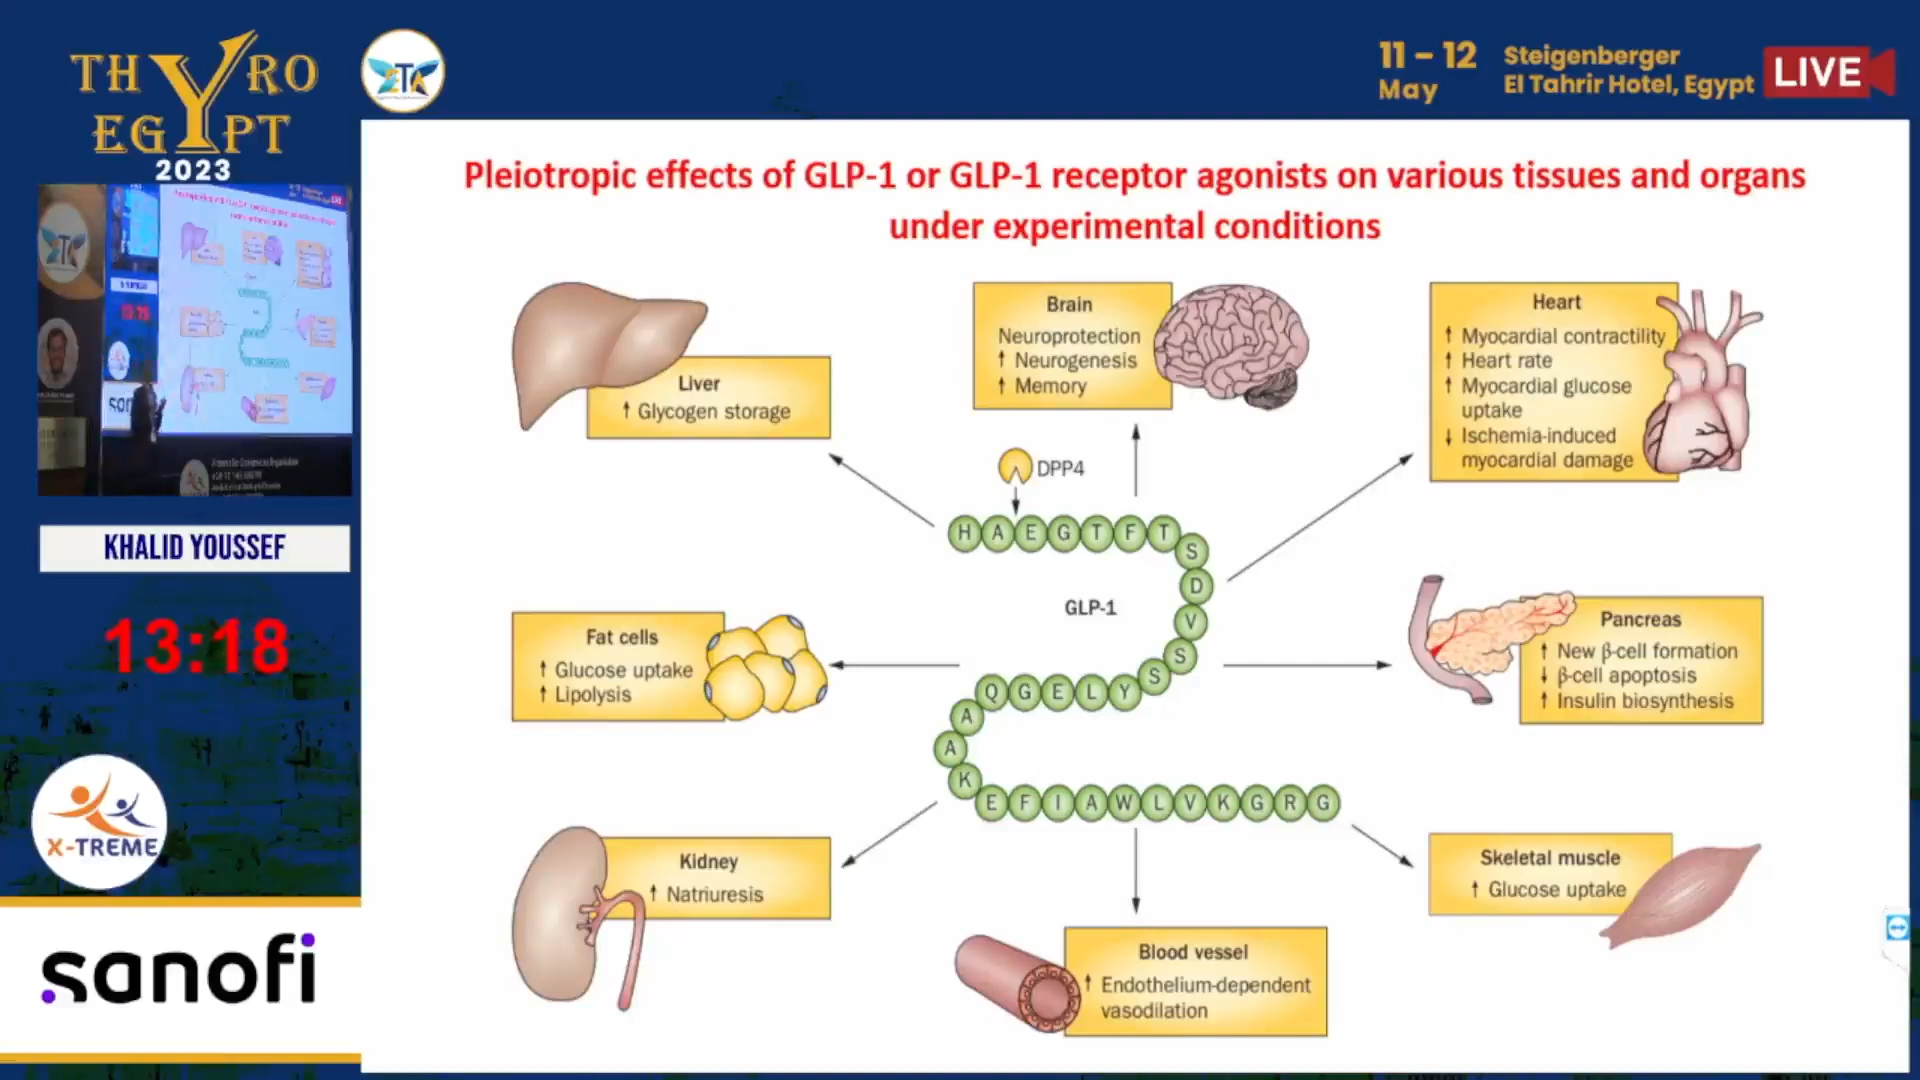 THYRO
EGYPT
2023
11 – 12
May
Steigenberger
El Tahrir Hotel, Egypt
LIVE
KHALID YOUSSEF
13:18
X-TREME
sanofi
Pleiotropic effects of GLP-1 or GLP-1 receptor agonists on various tissues and organs
under experimental conditions
Liver
↑ Glycogen storage
Brain
Neuroprotection
↑ Neurogenesis
↑ Memory
Heart
↑ Myocardial contractility
↑ Heart rate
↑ Myocardial glucose
uptake
↓ Ischemia-induced
myocardial damage
DPP4
H A E G T F T
S
D
V
S
S
GLP-1
Q G E L Y
A
A
K
E F I A W L V K G R G
Fat cells
↑ Glucose uptake
↑ Lipolysis
Pancreas
↑ New β-cell formation
↓ β-cell apoptosis
↑ Insulin biosynthesis
Kidney
↑ Natriuresis
Blood vessel
↑ Endothelium-dependent
vasodilation
Skeletal muscle
↑ Glucose uptake